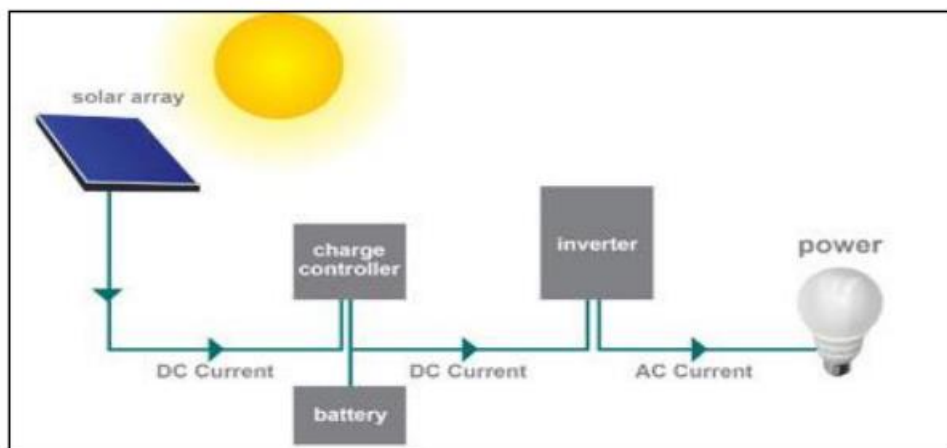 solar array
charge
controller
inverter
power
DC Current
DC Current
AC Current
battery